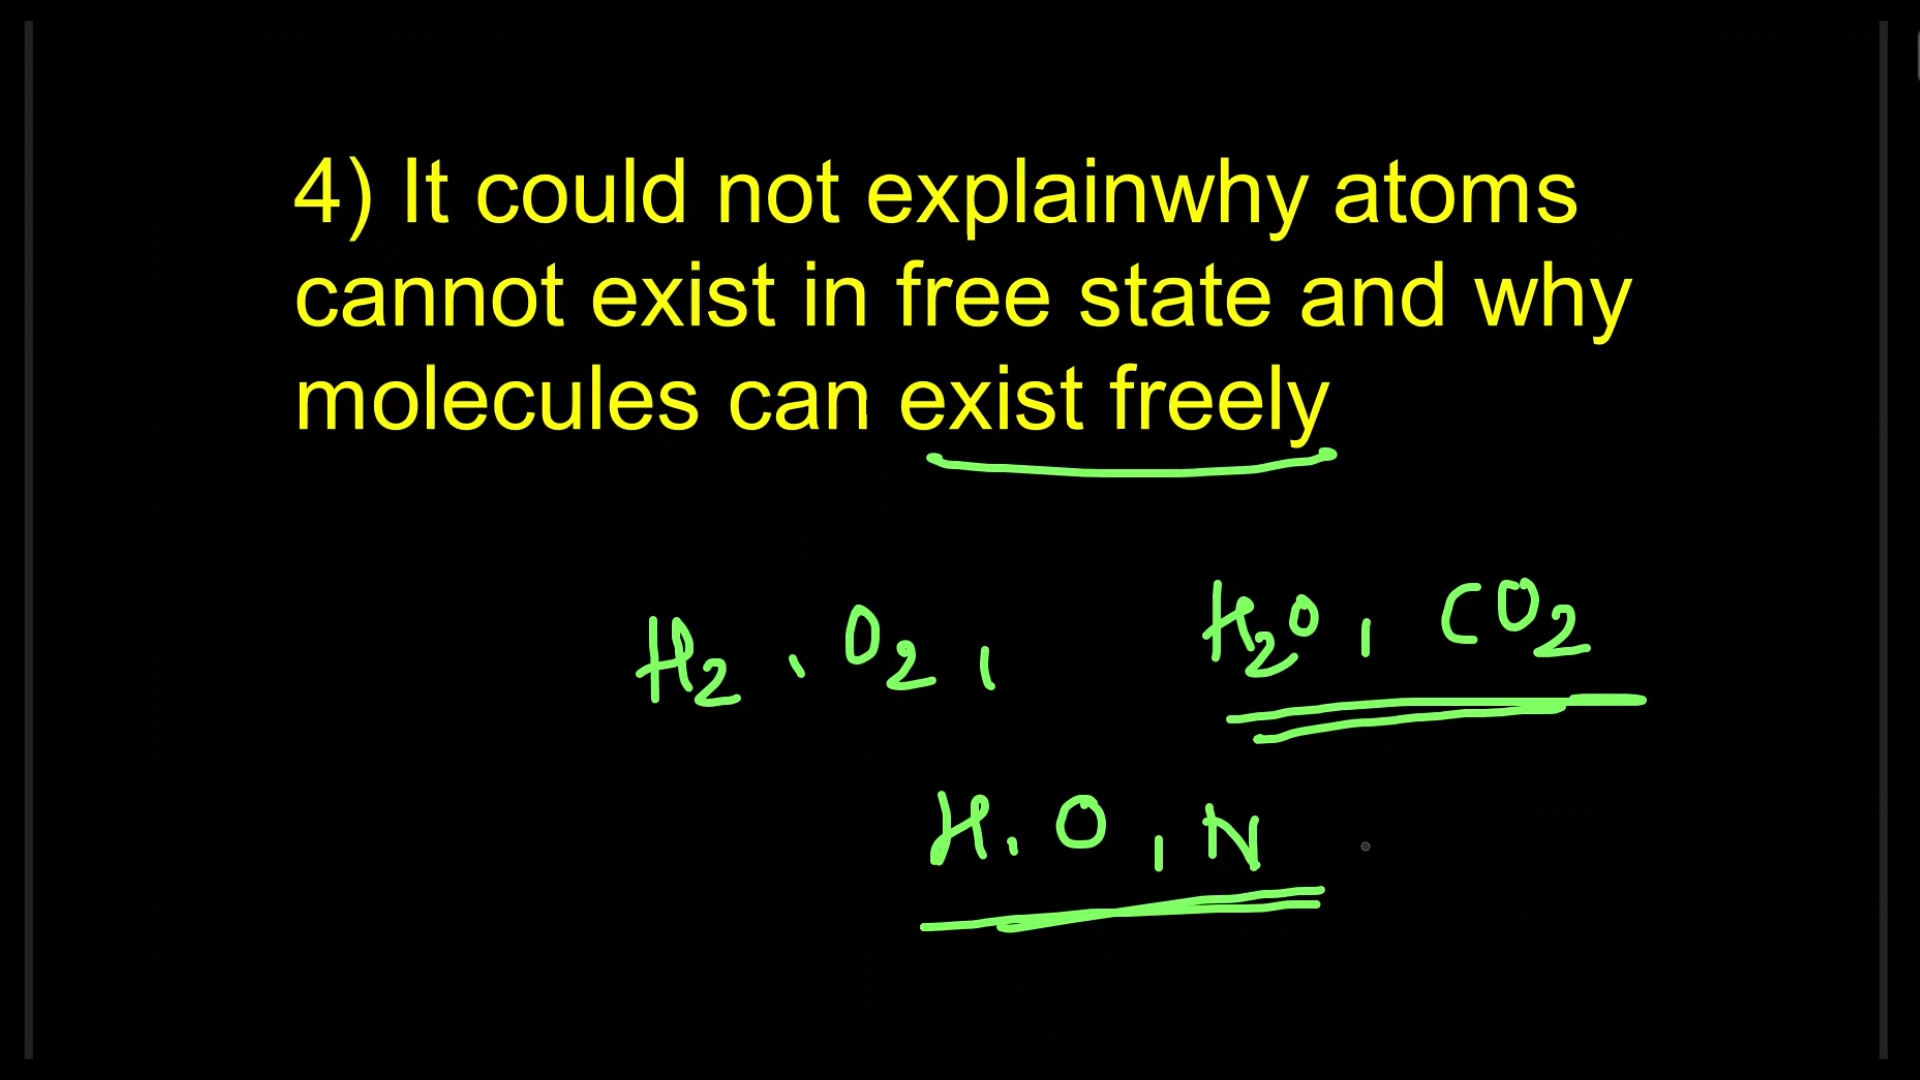 4) It could not explainwhy atoms
cannot exist in free state and why
molecules can exist freely
H₂, O₂, H₂O, CO₂
H, O, N